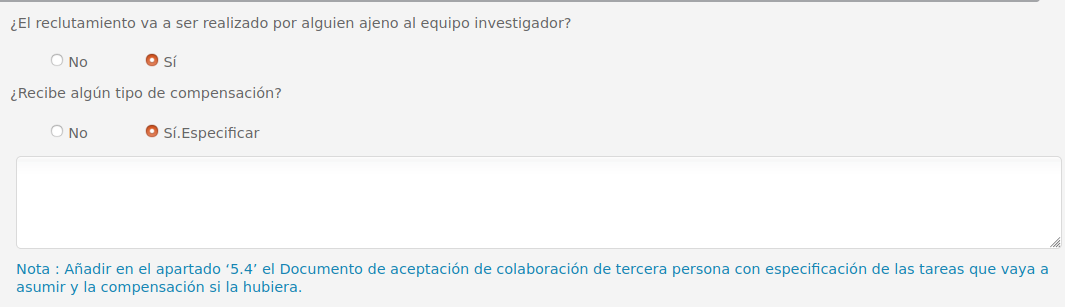 ¿El reclutamiento va a ser realizado por alguien ajeno al equipo investigador?
No Sí
¿Recibe algún tipo de compensación?
No Sí.Especificar
Nota : Añadir en el apartado ‘5.4’ el Documento de aceptación de colaboración de tercera persona con especificación de las tareas que vaya a
asumir y la compensación si la hubiera.